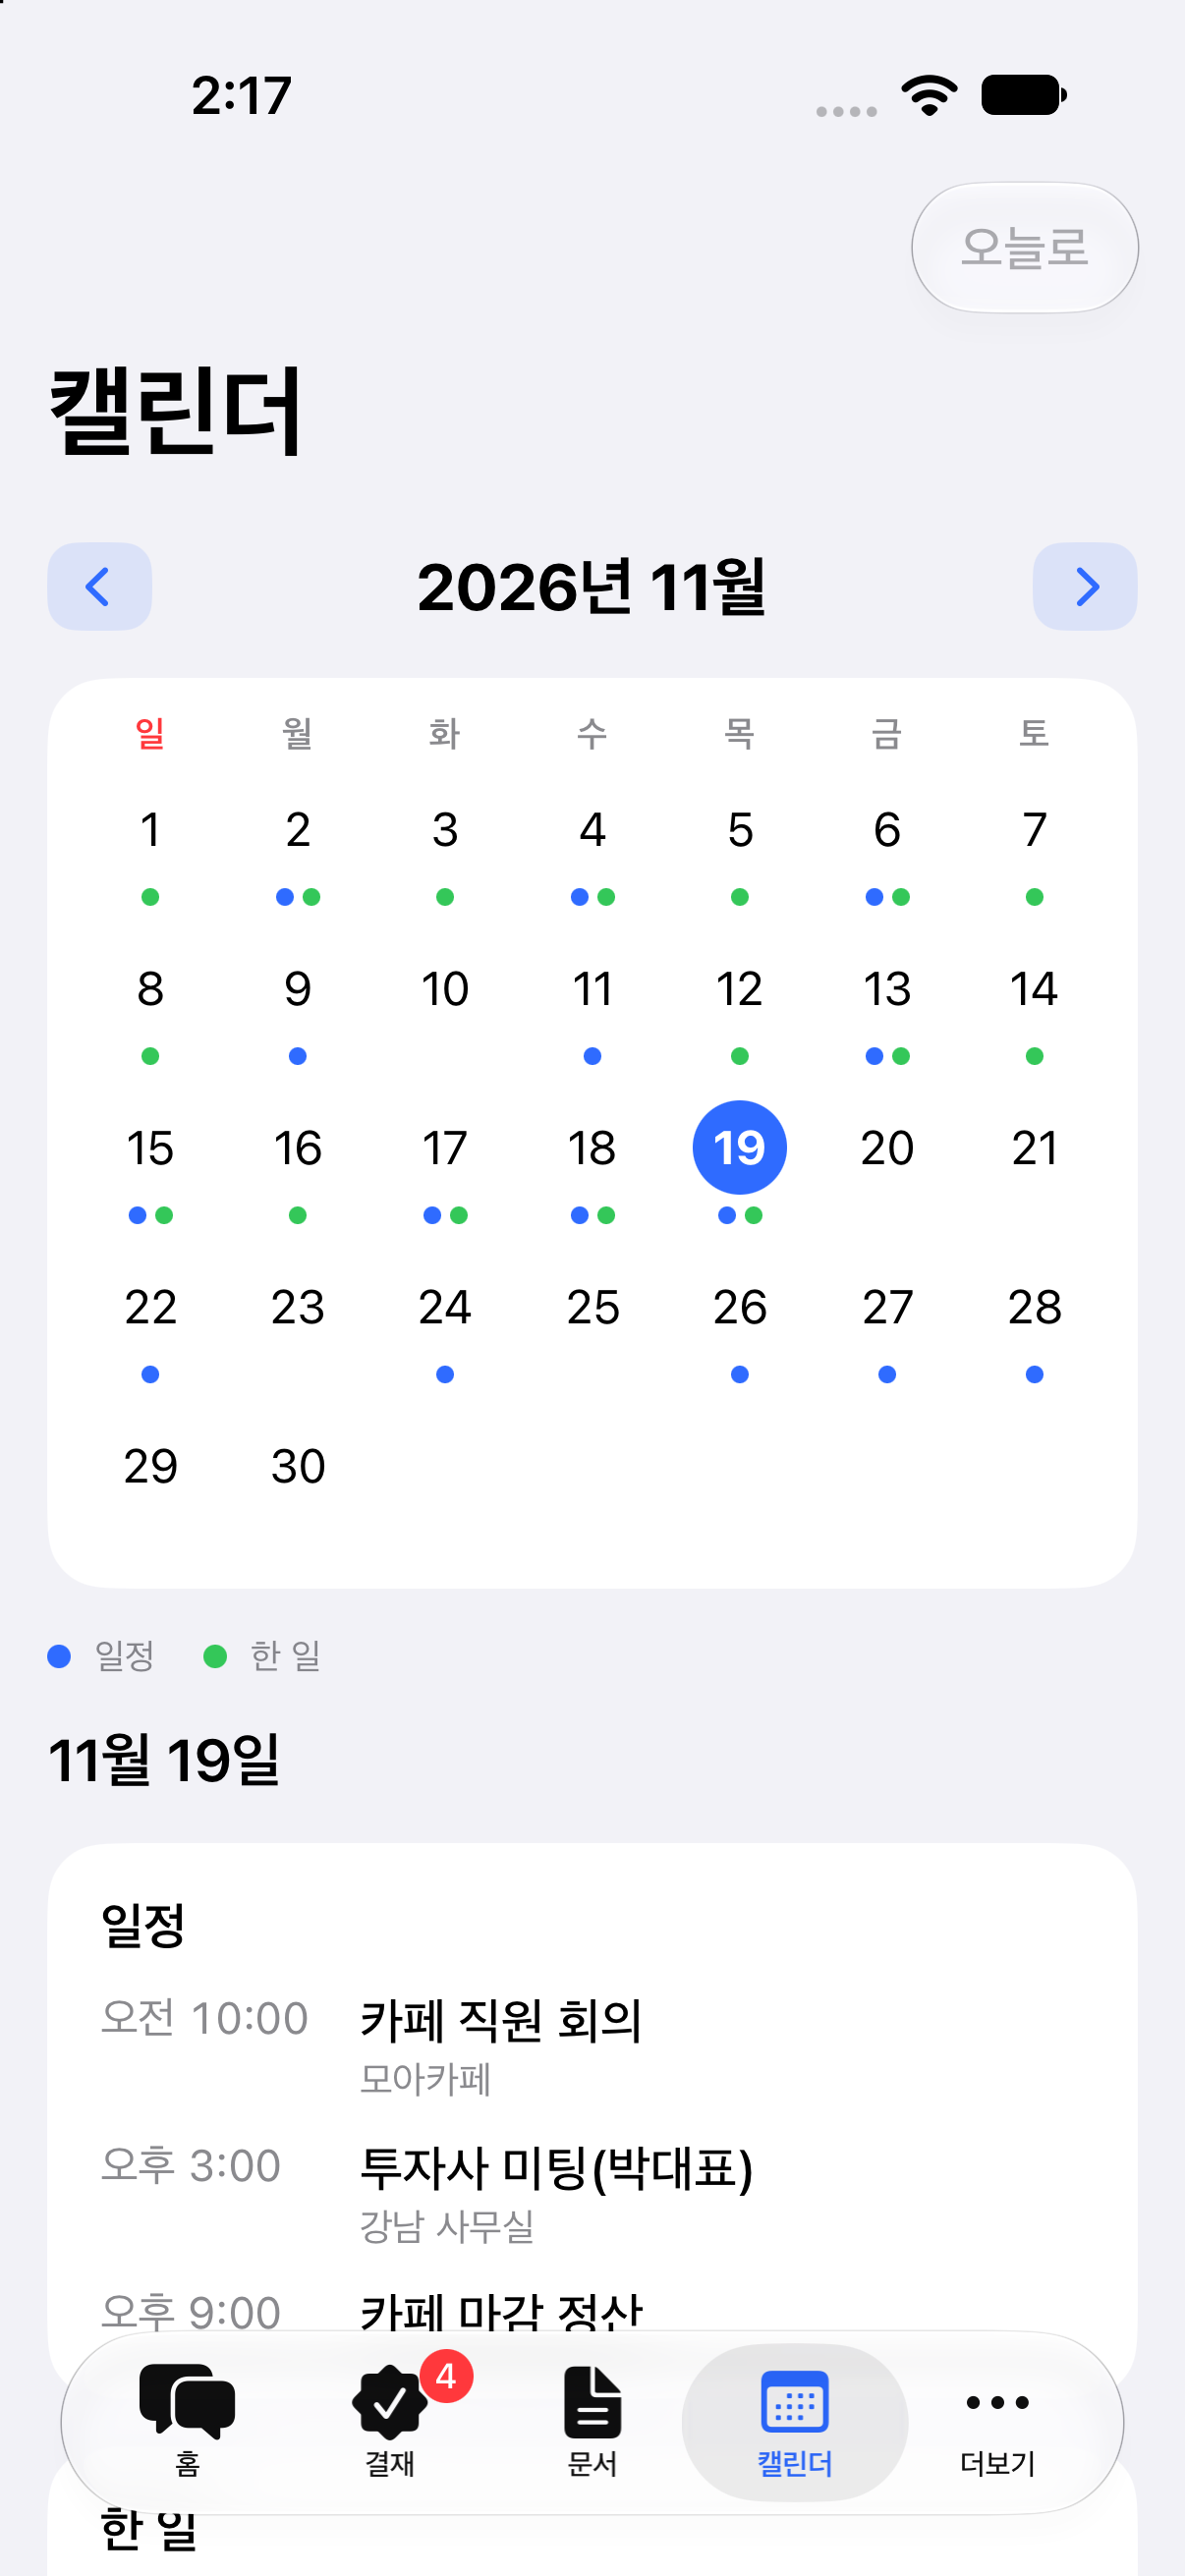 2:17
오늘로
캘린더
2026년 11월
일 월 화 수 목 금 토
1 2 3 4 5 6 7
8 9 10 11 12 13 14
15 16 17 18 19 20 21
22 23 24 25 26 27 28
29 30
일정 한 일
11월 19일
일정
오전 10:00 카페 직원 회의
모아카페
오후 3:00 투자사 미팅(박대표)
강남 사무실
오후 9:00 카페 마감 정산
4
홈 결재 문서 캘린더 더보기
한 일